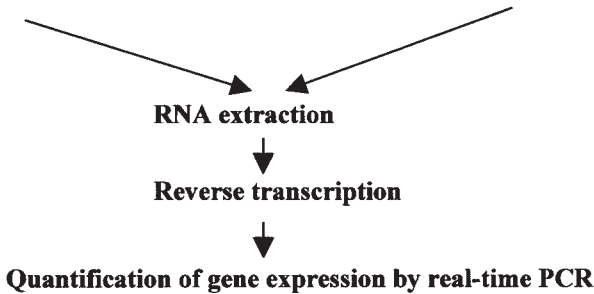 RNA extraction
Reverse transcription
Quantification of gene expression by real-time PCR